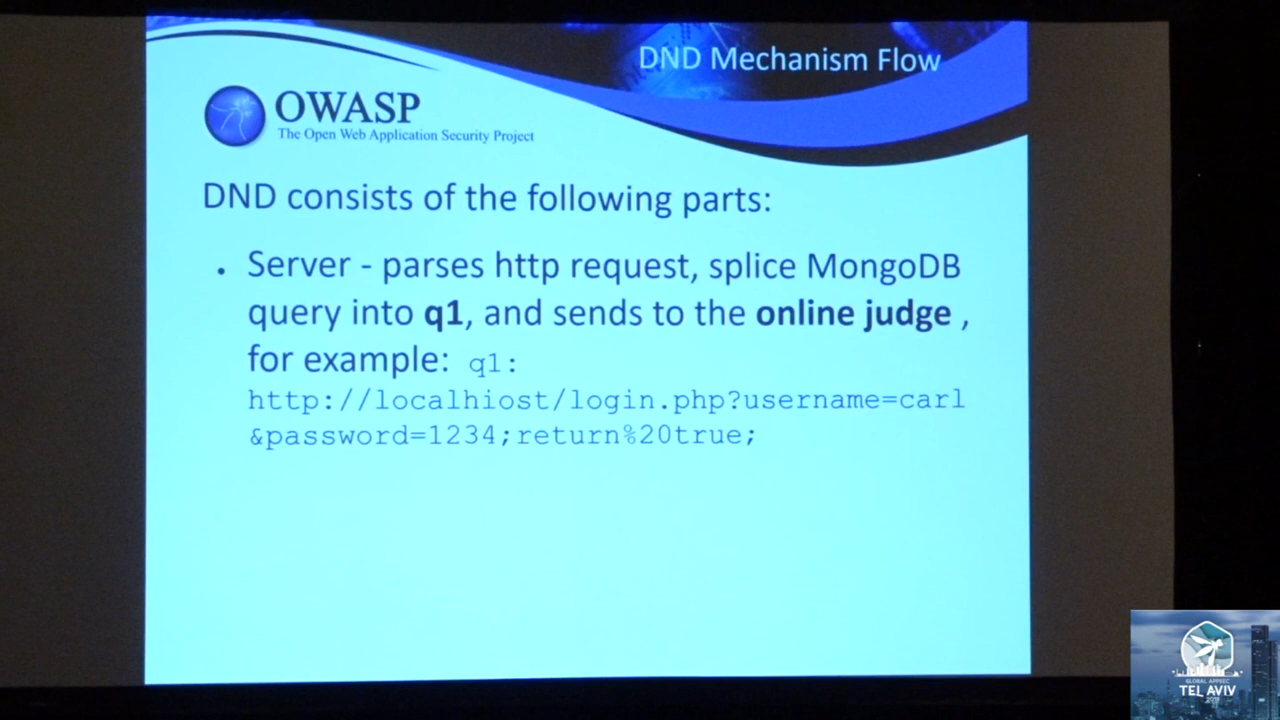 DND Mechanism Flow
OWASP
The Open Web Application Security Project
DND consists of the following parts:
• Server - parses http request, splice MongoDB
query into q1, and sends to the online judge ,
for example: q1:
http://localhiost/login.php?username=carl
&password=1234;return%20true;
GLOBAL APPSEC
TEL AVIV